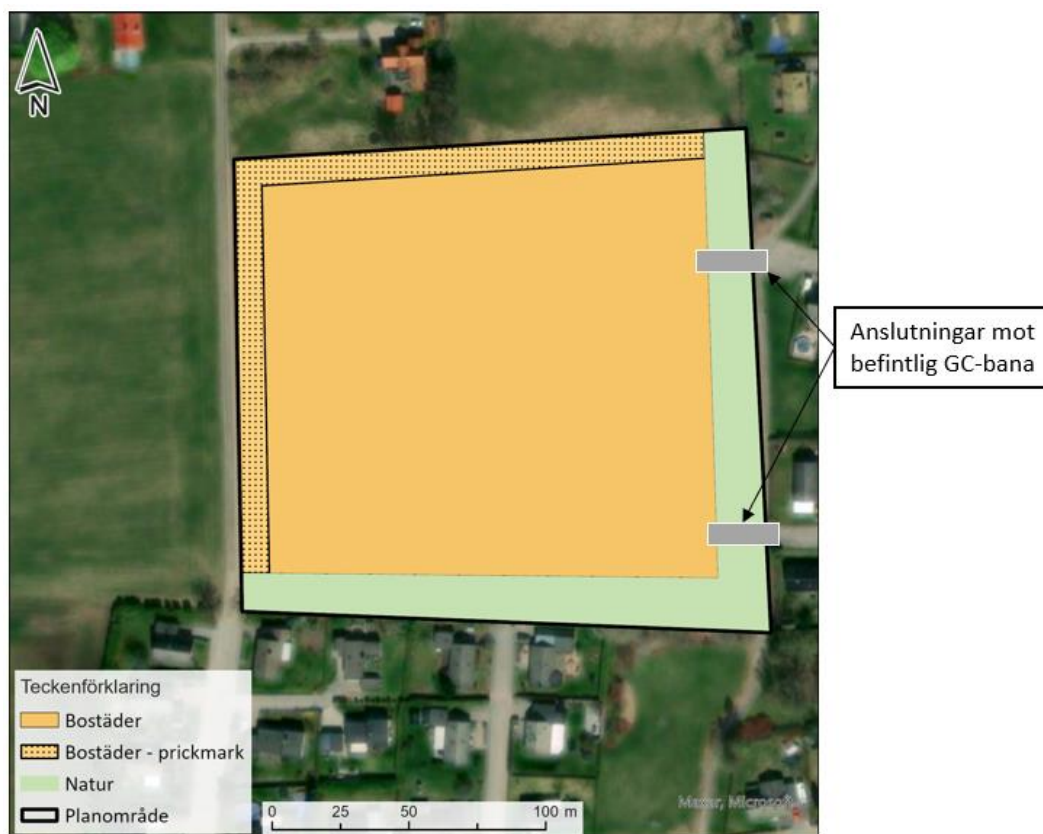 N
Anslutningar mot
befintlig GC-bana
Teckenförklaring
Bostäder
Bostäder - prickmark
Natur
Planområde
0 25 50 100 m
Maxar, Microsoft